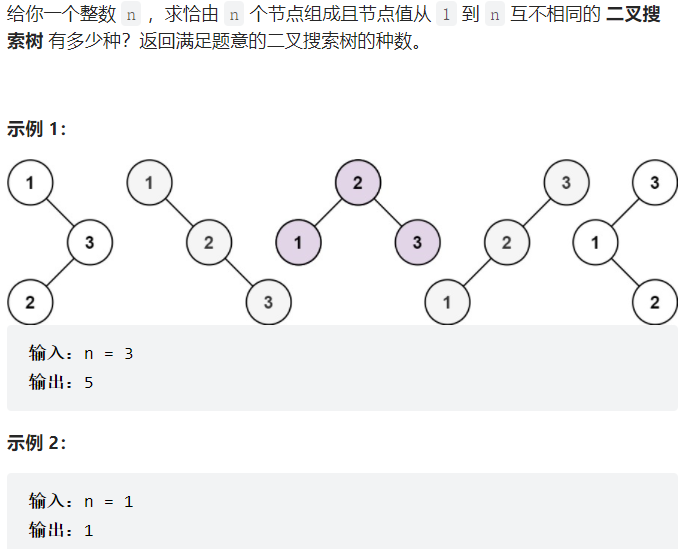 给你一个整数 n ，求恰由 n 个节点组成且节点值从 1 到 n 互不相同的 二叉搜
索树 有多少种？返回满足题意的二叉搜索树的种数。
示例 1：
1 1 2 3 3
3 2 1 3 2 1
2 3 1 2
输入：n = 3
输出：5
示例 2：
输入：n = 1
输出：1